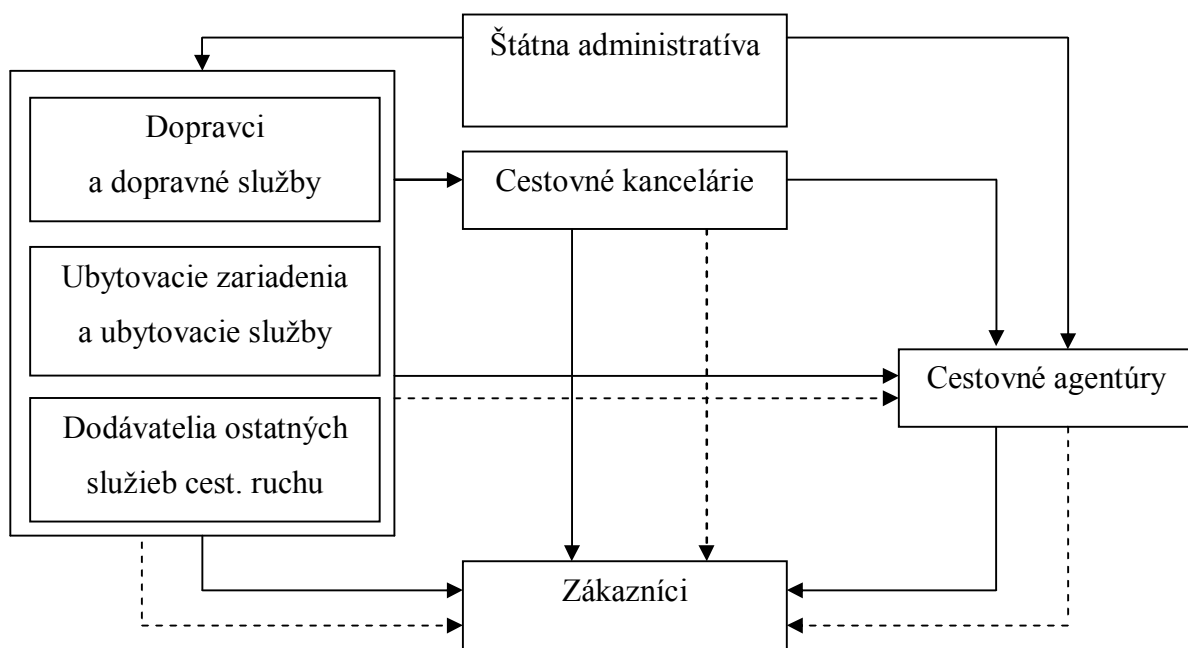 Štátna administratíva
Dopravci
a dopravné služby
Cestovné kancelárie
Ubytovacie zariadenia
a ubytovacie služby
Cestovné agentúry
Dodávatelia ostatných
služieb cest. ruchu
Zákazníci